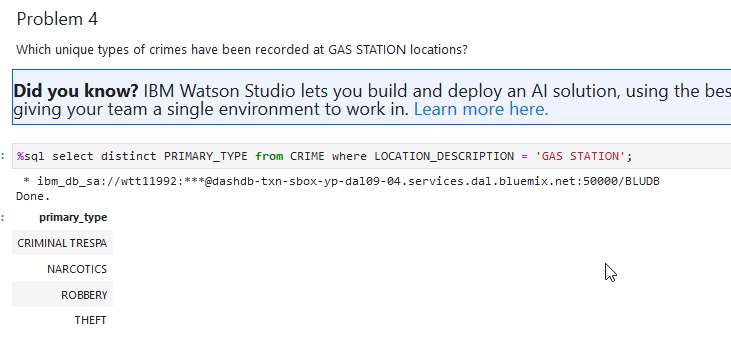 Problem 4
Which unique types of crimes have been recorded at GAS STATION locations?
Did you know? IBM Watson Studio lets you build and deploy an AI solution, using the bes
giving your team a single environment to work in. Learn more here.
: %sql select distinct PRIMARY_TYPE from CRIME where LOCATION_DESCRIPTION = 'GAS STATION';
* ibm_db_sa://wtt11992:***@dashdb-txn-sbox-yp-dal09-04.services.dal.bluemix.net:50000/BLUDB
Done.
: primary_type
CRIMINAL TRESPA
NARCOTICS
ROBBERY
THEFT